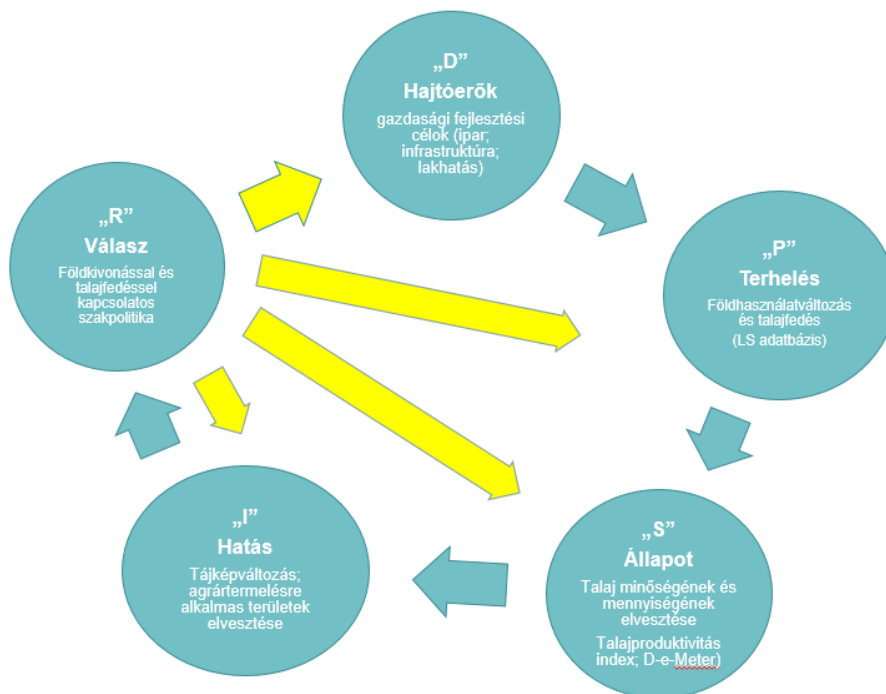 „D”
Hajtóerők
gazdasági fejlesztési
célok (ipar;
infrastruktúra;
lakhatás)
„R”
Válasz
Földkivonással és
talajfedéssel
kapcsolatos
szakpolitika
„P”
Terhelés
Földhasználatváltozás
és talajfedés
(LS adatbázis)
„I”
Hatás
Tájképváltozás;
agrártermelésre
alkalmas területek
elvesztése
„S”
Állapot
Talaj minőségének és
mennyiségének
elvesztése
Talajproduktivitás
index; D-e-Meter)